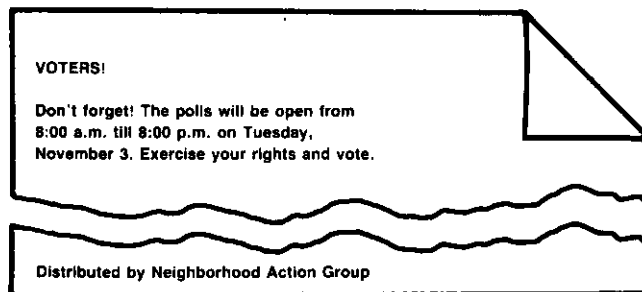 VOTERS!
Don't forget! The polls will be open from
8:00 a.m. till 8:00 p.m. on Tuesday,
November 3. Exercise your rights and vote.
Distributed by Neighborhood Action Group